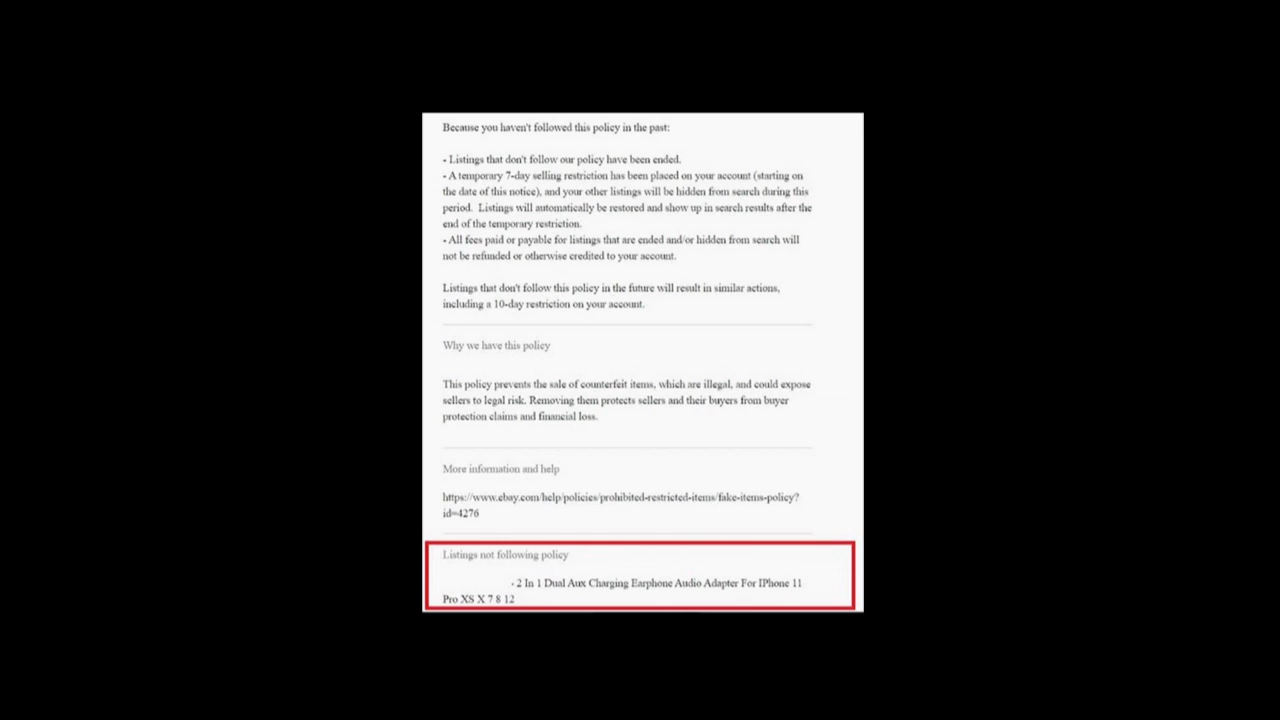 Because you haven't followed this policy in the past:
- Listings that don't follow our policy have been ended.
- A temporary 7-day selling restriction has been placed on your account (starting on
the date of this notice), and your other listings will be hidden from search during this
period. Listings will automatically be restored and show up in search results after the
end of the temporary restriction.
- All fees paid or payable for listings that are ended and/or hidden from search will
not be refunded or otherwise credited to your account.
Listings that don't follow this policy in the future will result in similar actions,
including a 10-day restriction on your account.
Why we have this policy
This policy prevents the sale of counterfeit items, which are illegal, and could expose
sellers to legal risk. Removing them protects sellers and their buyers from buyer
protection claims and financial loss.
More information and help
https://www.ebay.com/help/policies/prohibited-restricted-items/fake-items-policy?
id=4276
Listings not following policy
- 2 In 1 Dual Aux Charging Earphone Audio Adapter For IPhone 11
Pro XS X 7 8 12